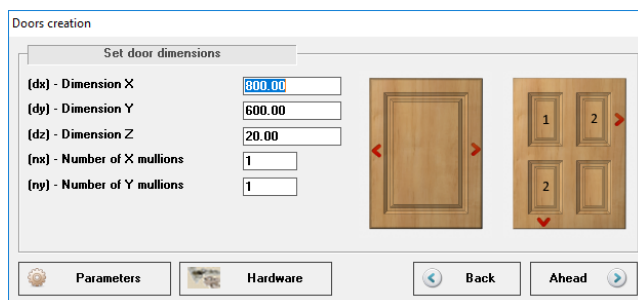 Doors creation
Set door dimensions
(dx) - Dimension X 800.00
(dy) - Dimension Y 600.00
(dz) - Dimension Z 20.00
(nx) - Number of X mullions 1
(ny) - Number of Y mullions 1
1 2
2
Parameters Hardware Back Ahead